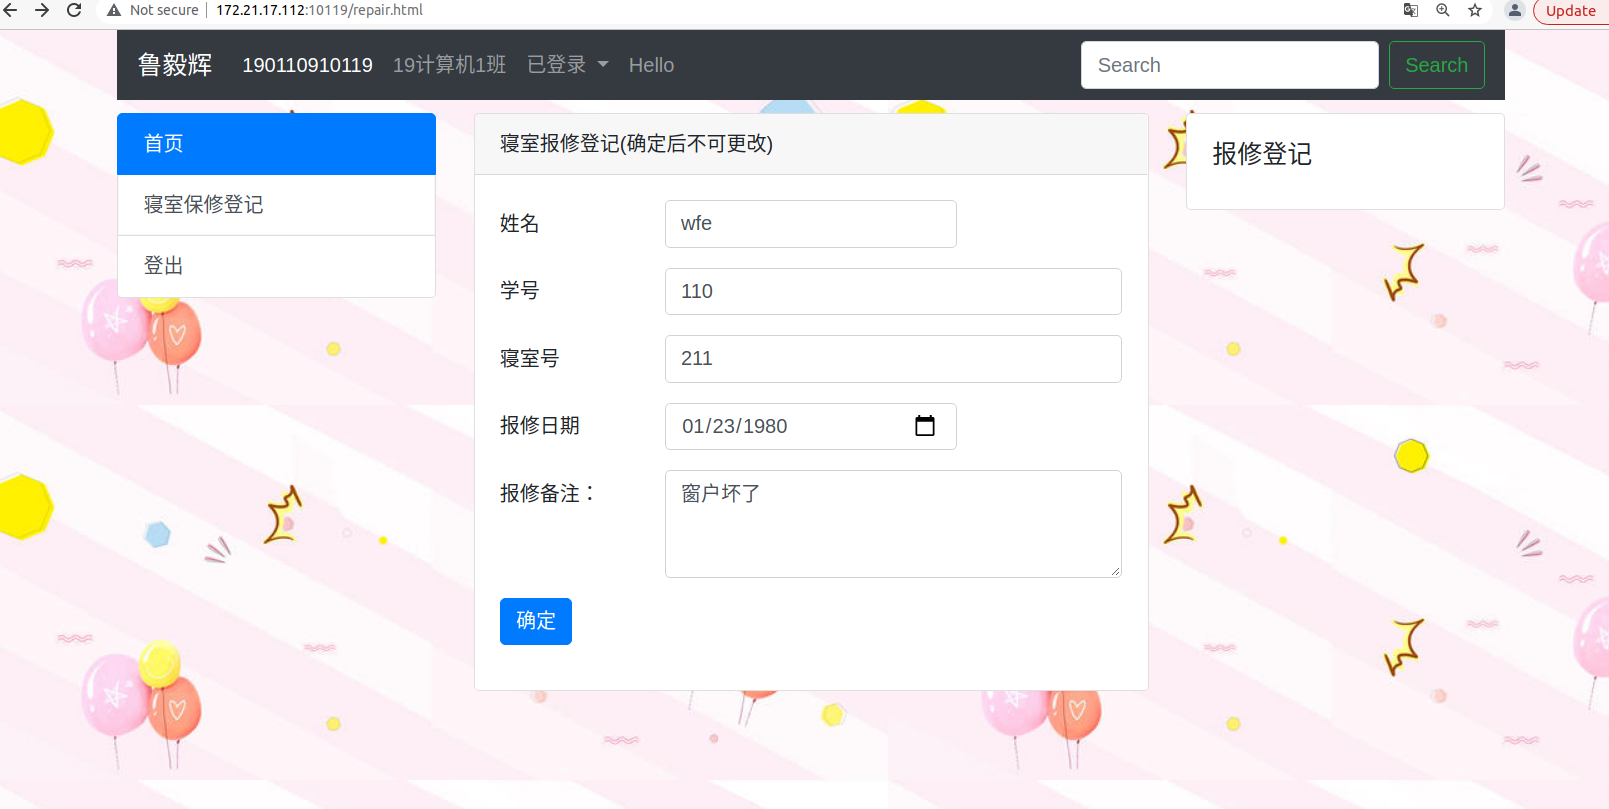 Not secure
172.21.17.112:10119/repair.html
Update
鲁毅辉 190110910119 19计算机1班 已登录 Hello
Search
Search
首页
寝室保修登记
登出
寝室报修登记(确定后不可更改)
姓名 wfe
学号 110
寝室号 211
报修日期 01/23/1980
报修备注： 窗户坏了
确定
报修登记